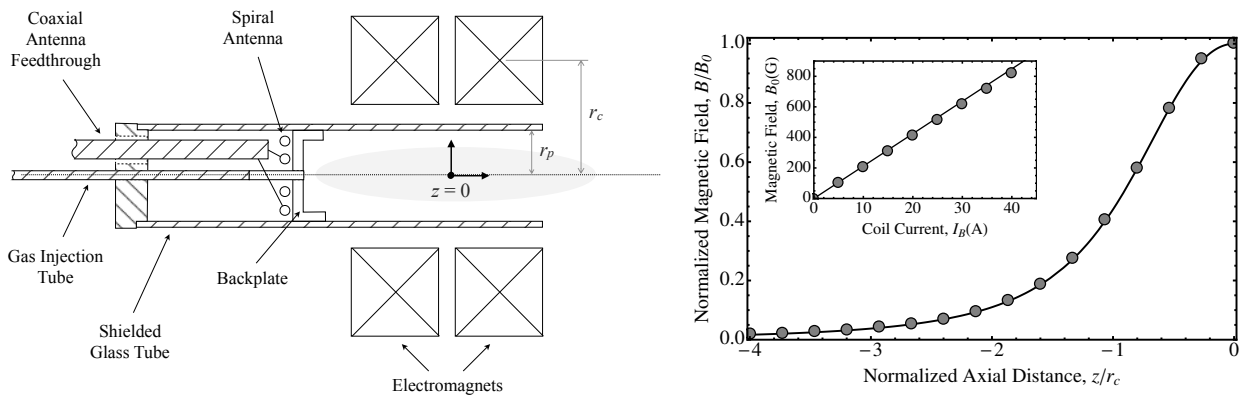 Coaxial
Antenna
Feedthrough
Spiral
Antenna
r_c
r_p
z = 0
Gas Injection
Tube
Backplate
Shielded
Glass Tube
Electromagnets
Normalized Magnetic Field, B/B_0
1.0
0.8
0.6
0.4
0.2
0.0
Magnetic Field, B_0(G)
800
600
400
200
0
0 10 20 30 40
Coil Current, I_B(A)
−4 −3 −2 −1 0
Normalized Axial Distance, z/r_c